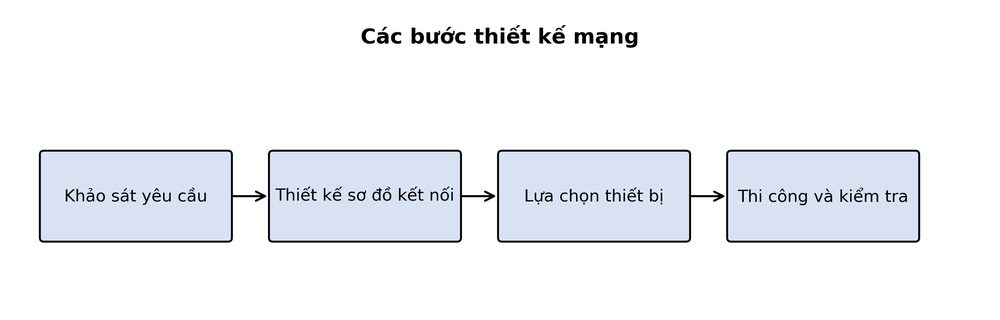 Các bước thiết kế mạng
Khảo sát yêu cầu
Thiết kế sơ đồ kết nối
Lựa chọn thiết bị
Thi công và kiểm tra